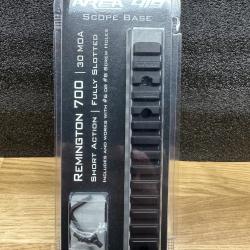 AREA 419
SCOPE BASE
REMINGTON 700 | 30 MOA
SHORT ACTION | FULLY SLOTTED
INCLUDES AND WORKS WITH #6 OR #8 SCREW HOLES